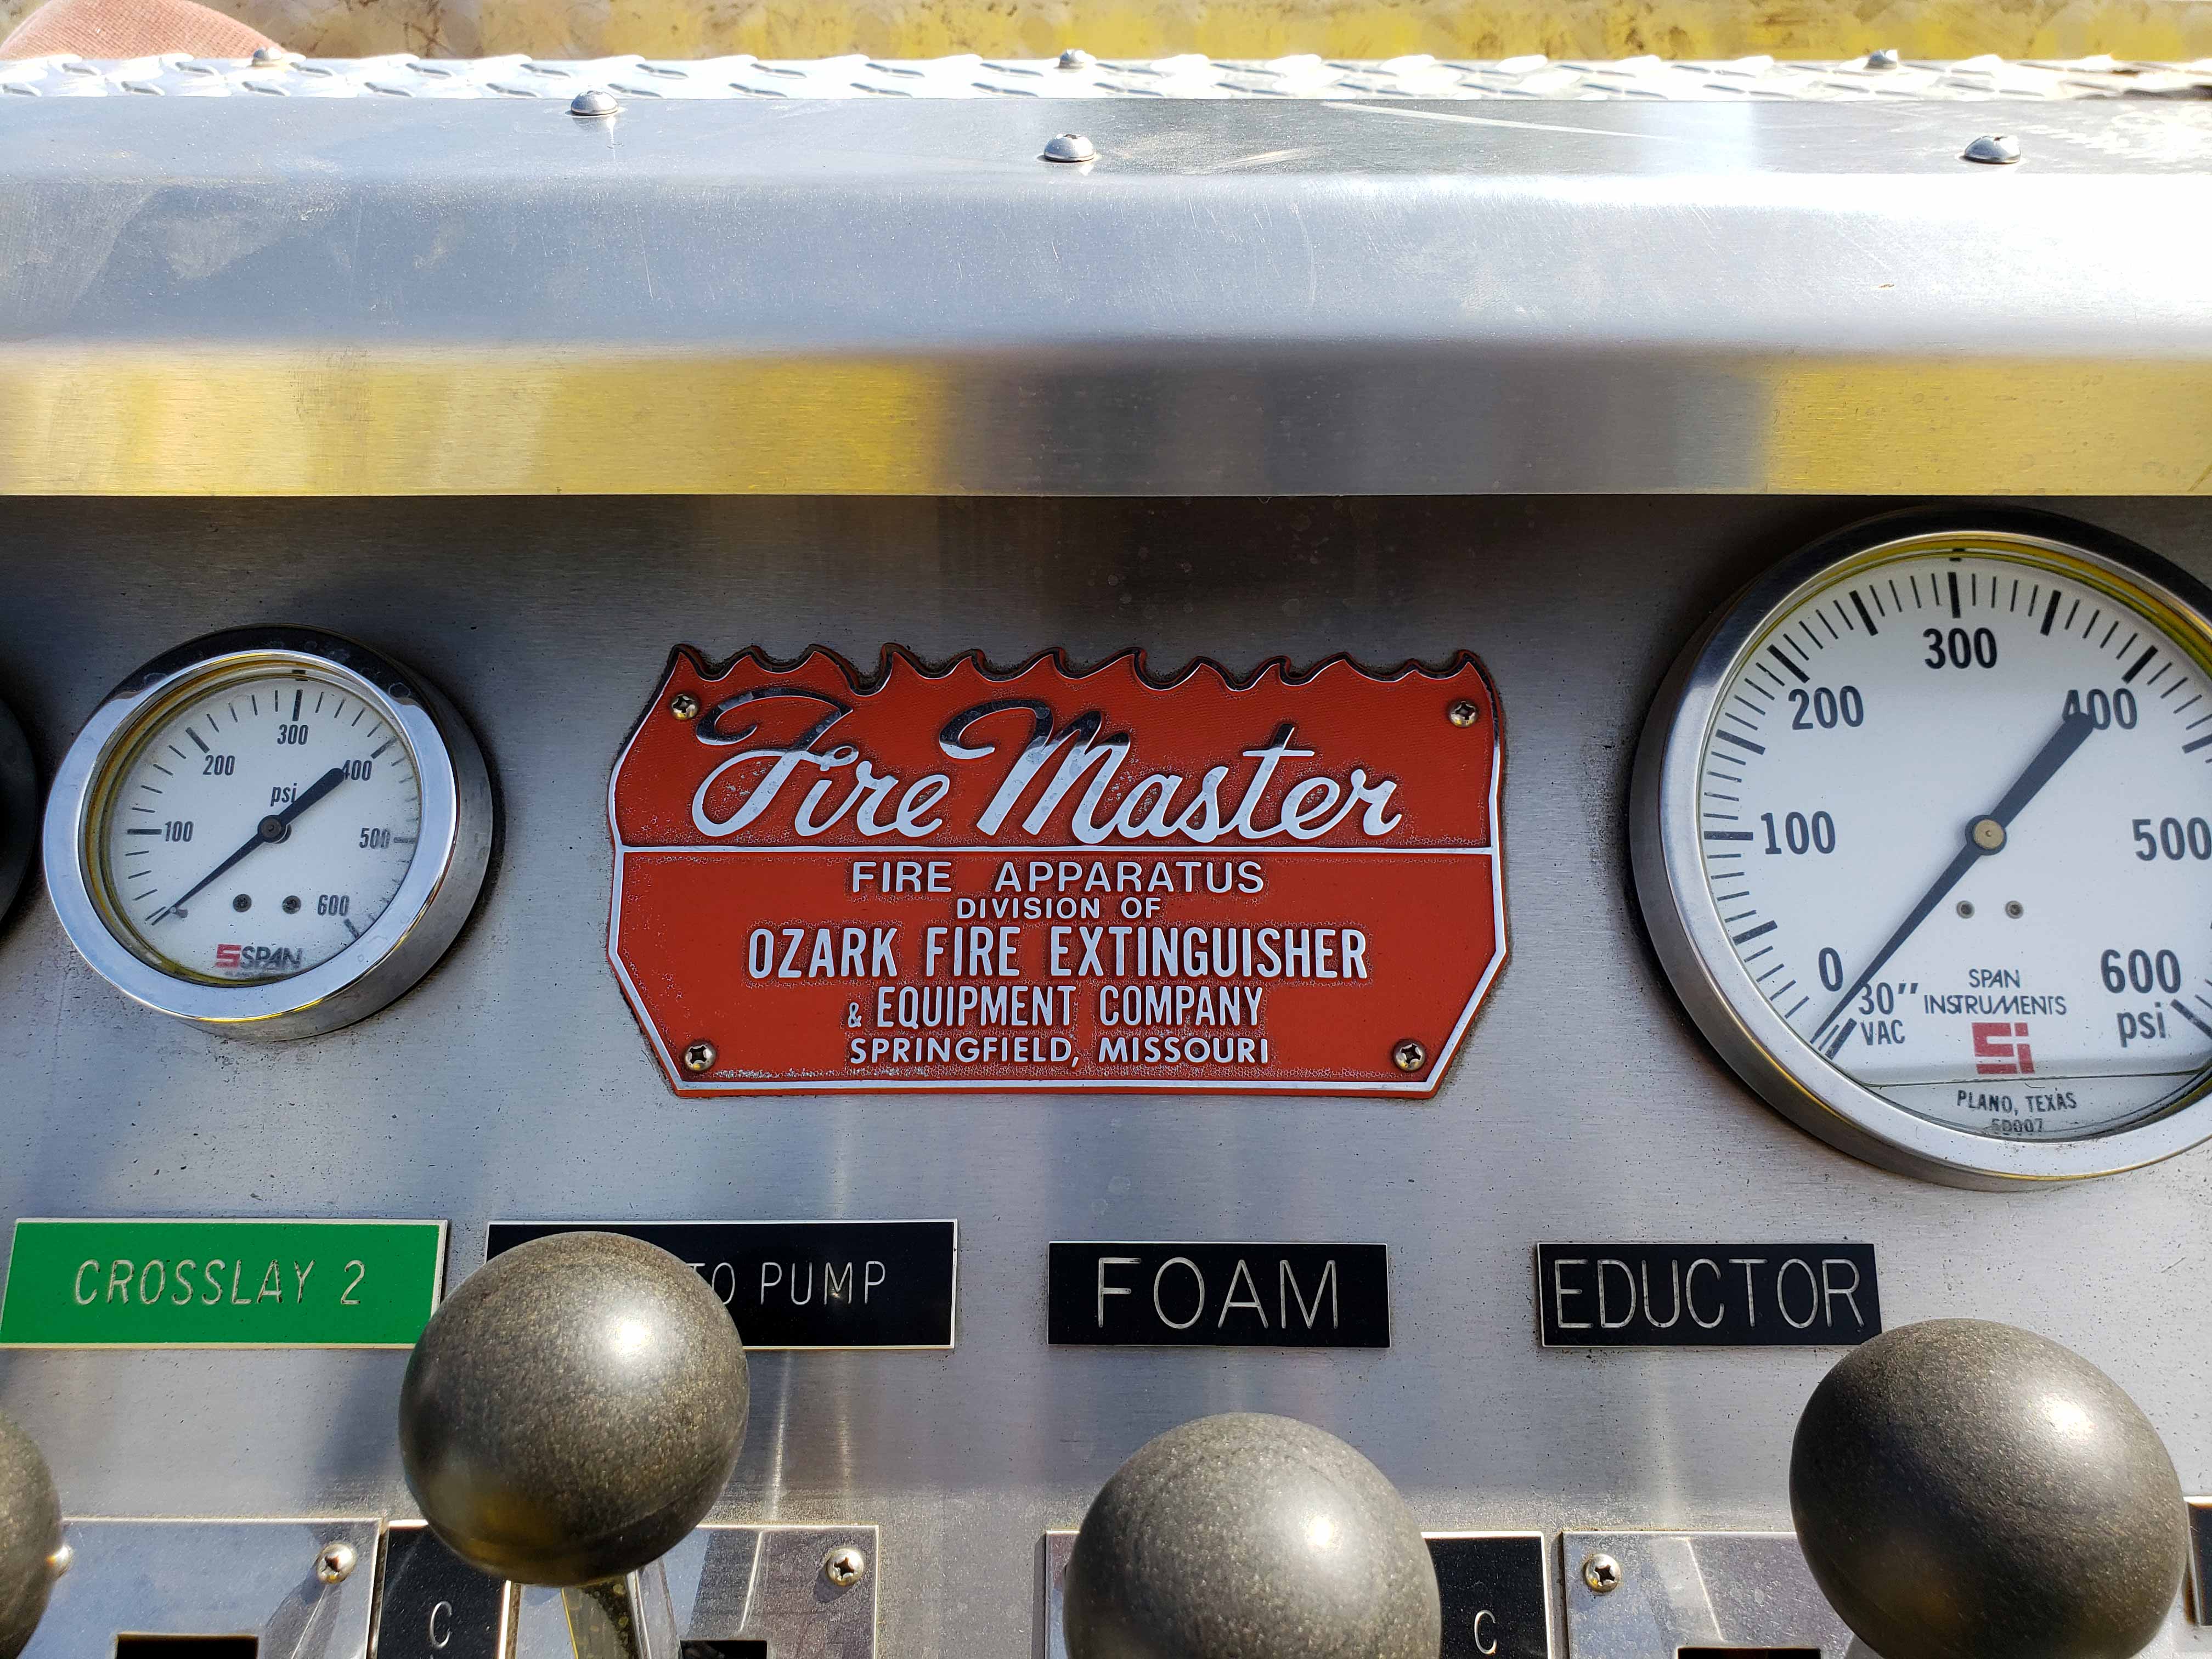 300
200
400
psi
100
500
600
SPAN
Fire Master
FIRE APPARATUS
DIVISION OF
OZARK FIRE EXTINGUISHER
& EQUIPMENT COMPANY
SPRINGFIELD, MISSOURI
300
200
400
100
500
0
600
30"
VAC
psi
SPAN
INSTRUMENTS
Si
PLANO, TEXAS
CROSSLAY 2
TO PUMP
FOAM
EDUCTOR
C
C